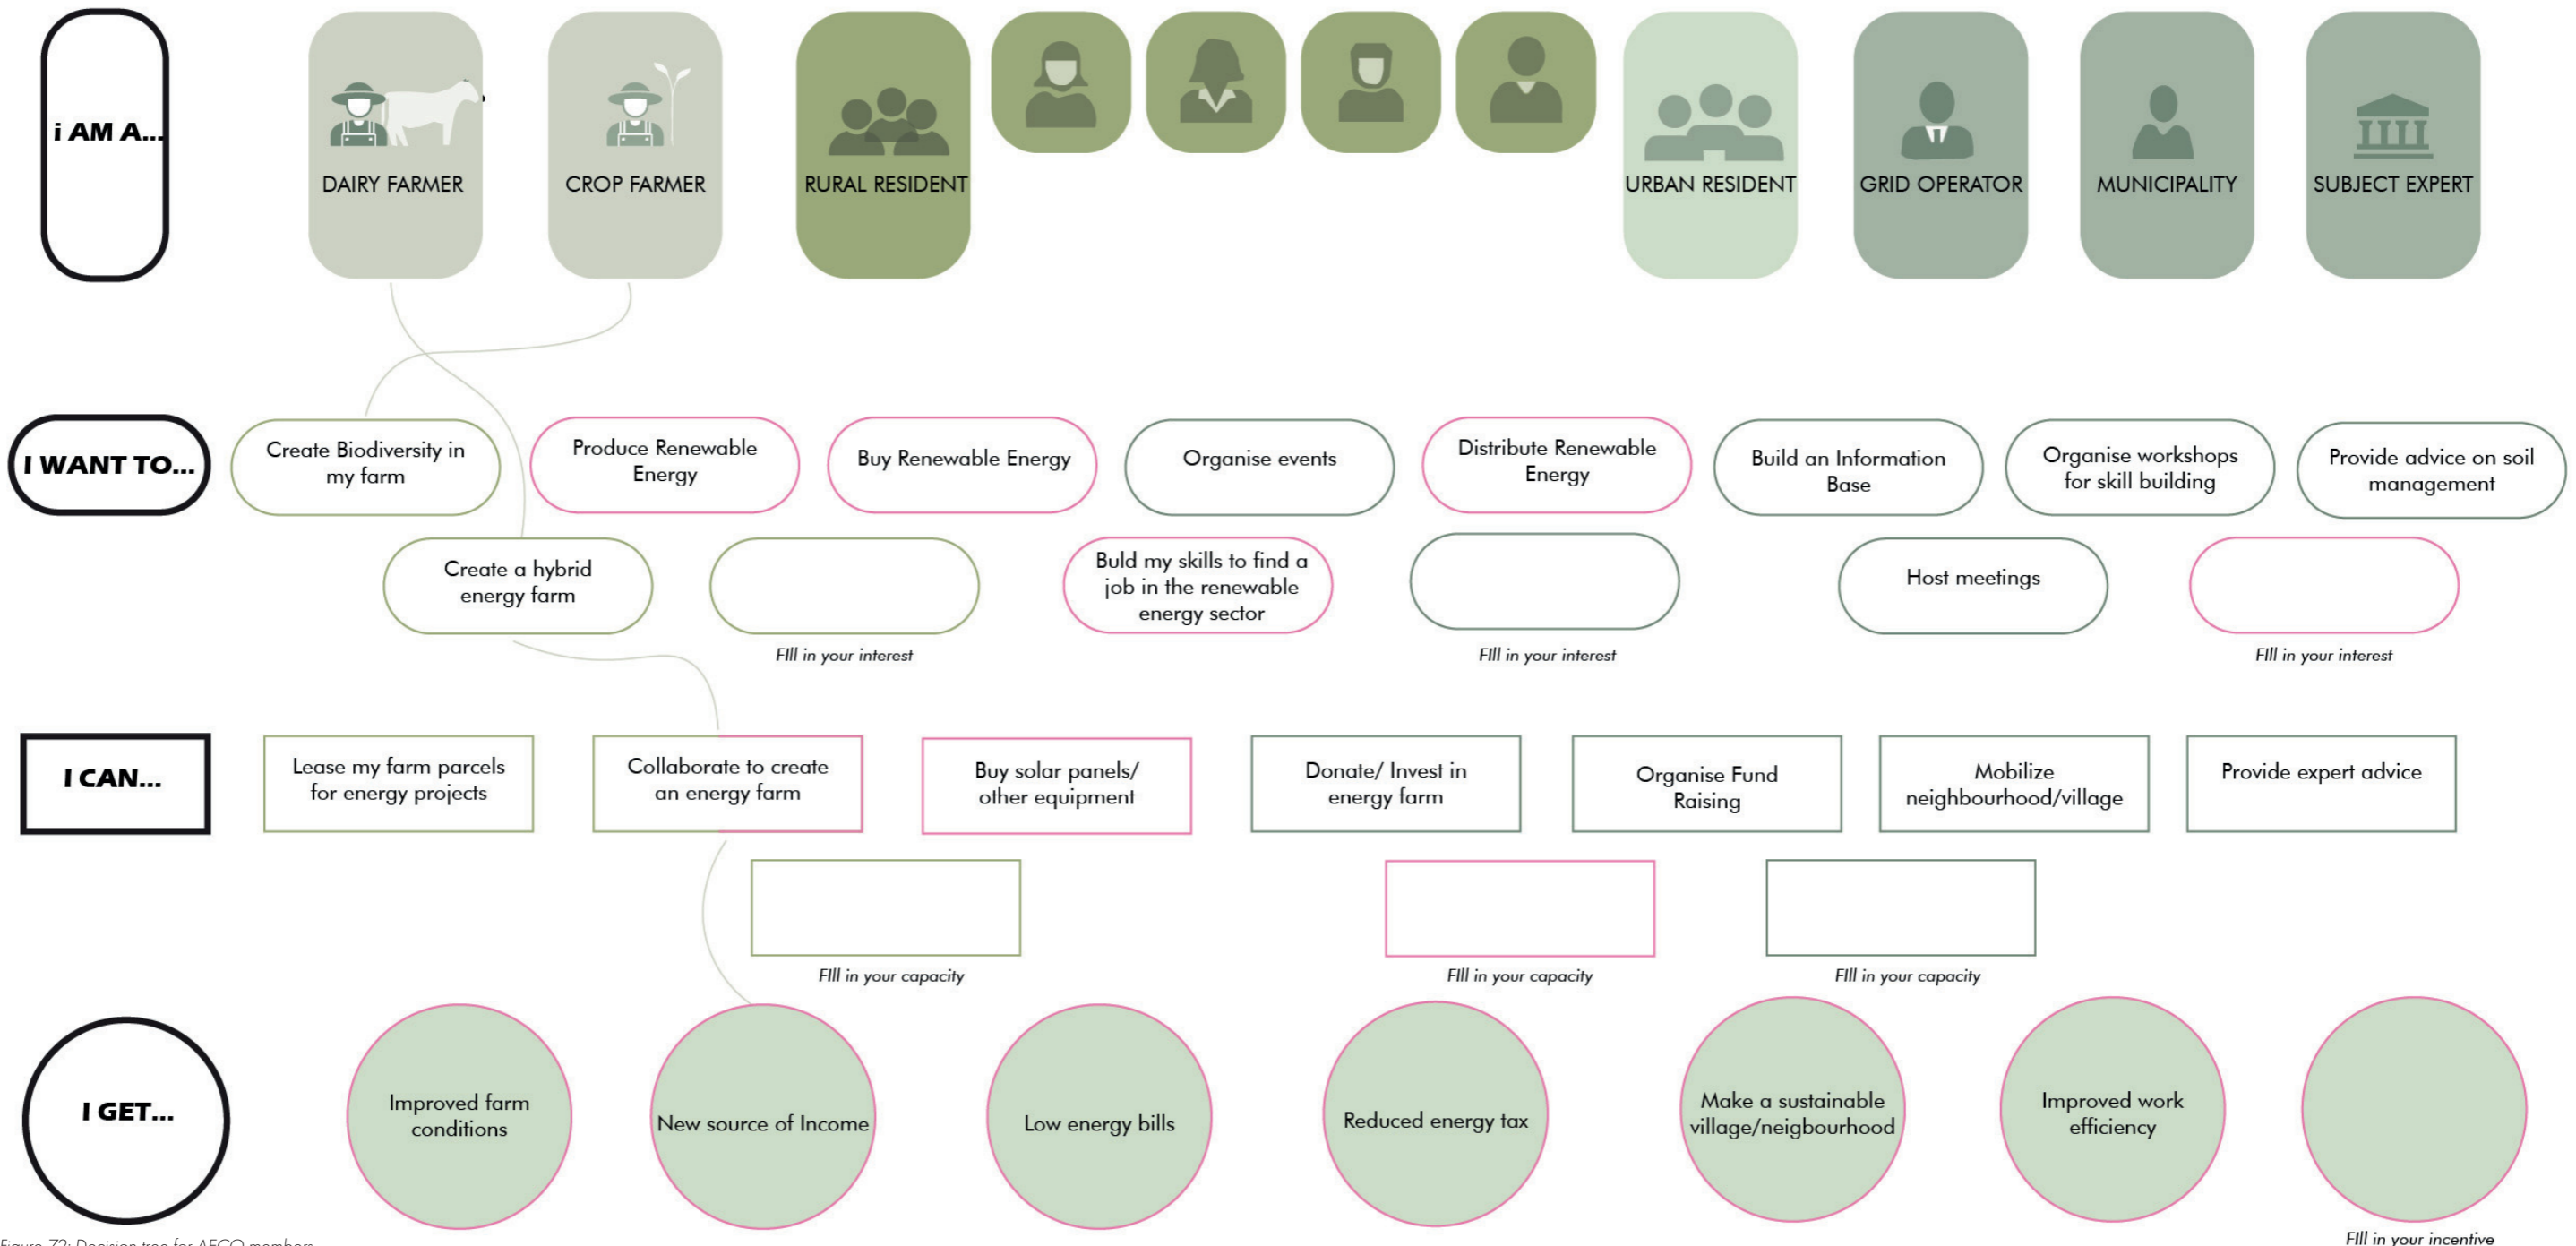 i AM A...
DAIRY FARMER
CROP FARMER
RURAL RESIDENT
URBAN RESIDENT
GRID OPERATOR
MUNICIPALITY
SUBJECT EXPERT
I WANT TO...
Create Biodiversity in
my farm
Produce Renewable
Energy
Buy Renewable Energy
Organise events
Distribute Renewable
Energy
Build an Information
Base
Organise workshops
for skill building
Provide advice on soil
management
Create a hybrid
energy farm
FIll in your interest
Buld my skills to find a
job in the renewable
energy sector
FIll in your interest
Host meetings
FIll in your interest
I CAN...
Lease my farm parcels
for energy projects
Collaborate to create
an energy farm
Buy solar panels/
other equipment
Donate/ Invest in
energy farm
Organise Fund
Raising
Mobilize
neighbourhood/village
Provide expert advice
FIll in your capacity
FIll in your capacity
FIll in your capacity
I GET...
Improved farm
conditions
New source of Income
Low energy bills
Reduced energy tax
Make a sustainable
village/neigbourhood
Improved work
efficiency
FIll in your incentive
Figure 72: Decision tree for AECO members